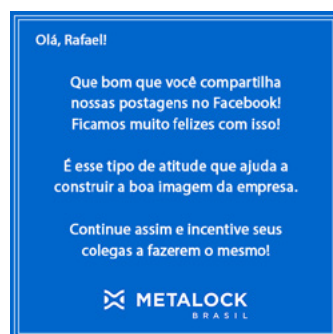 Olá, Rafael!
Que bom que você compartilha
nossas postagens no Facebook!
Ficamos muito felizes com isso!
É esse tipo de atitude que ajuda a
construir a boa imagem da empresa.
Continue assim e incentive seus
colegas a fazerem o mesmo!
METALOCK
BRASIL